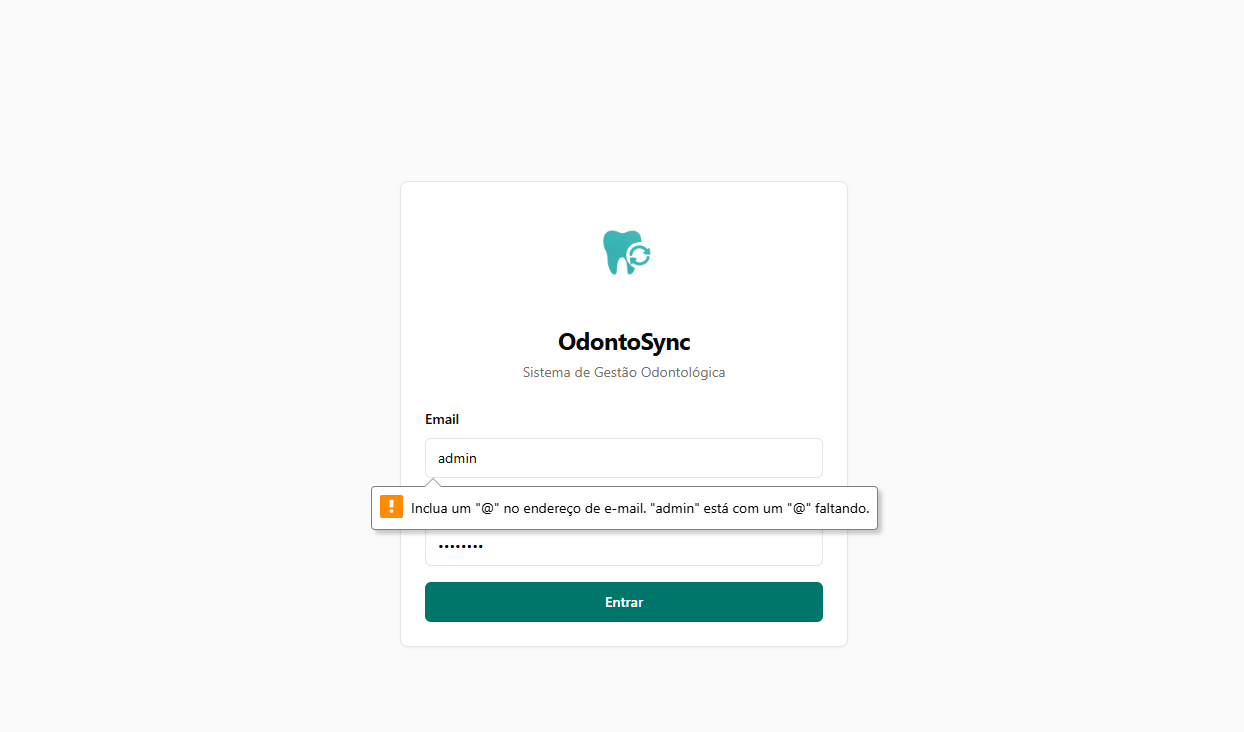 OdontoSync
Sistema de Gestão Odontológica
Email
admin
Inclua um "@" no endereço de e-mail. "admin" está com um "@" faltando.
••••••••
Entrar